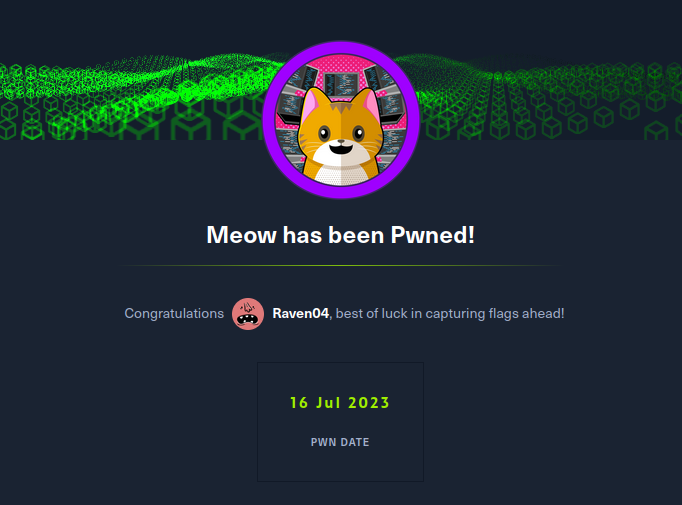 Meow has been Pwned!
Congratulations Raven04, best of luck in capturing flags ahead!
16 Jul 2023
PWN DATE